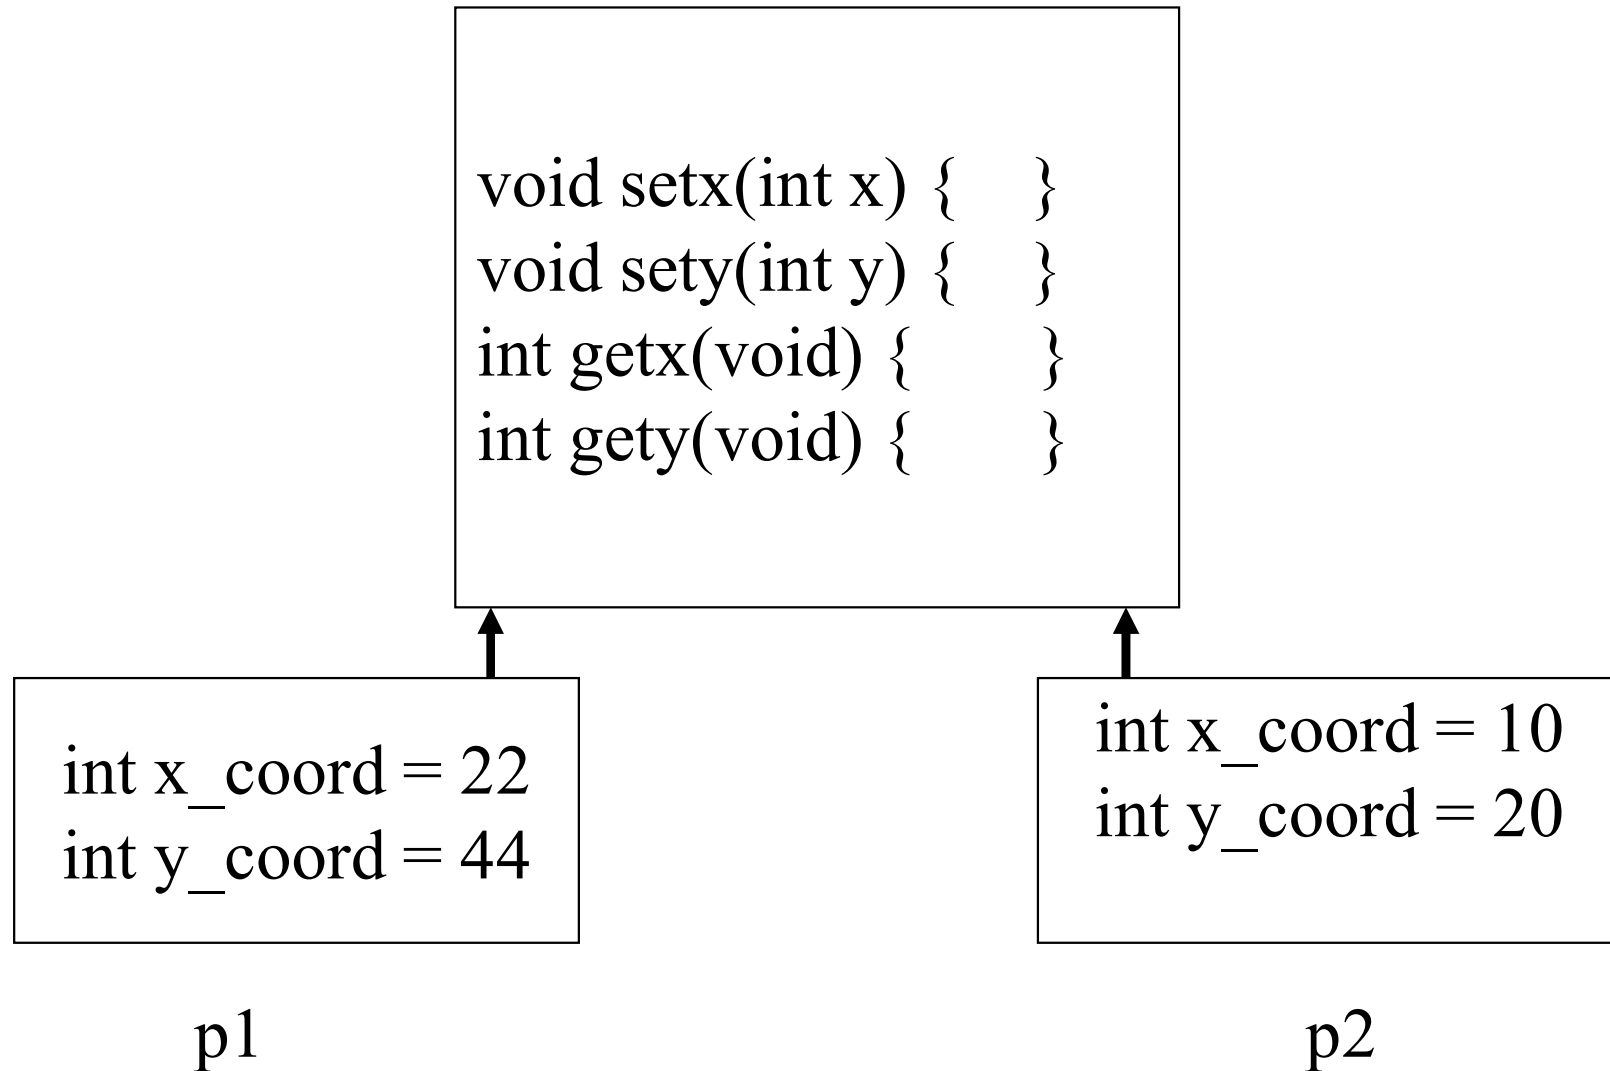 void setx(int x) { }
void sety(int y) { }
int getx(void) { }
int gety(void) { }
int x_coord = 22
int y_coord = 44
p1
int x_coord = 10
int y_coord = 20
p2